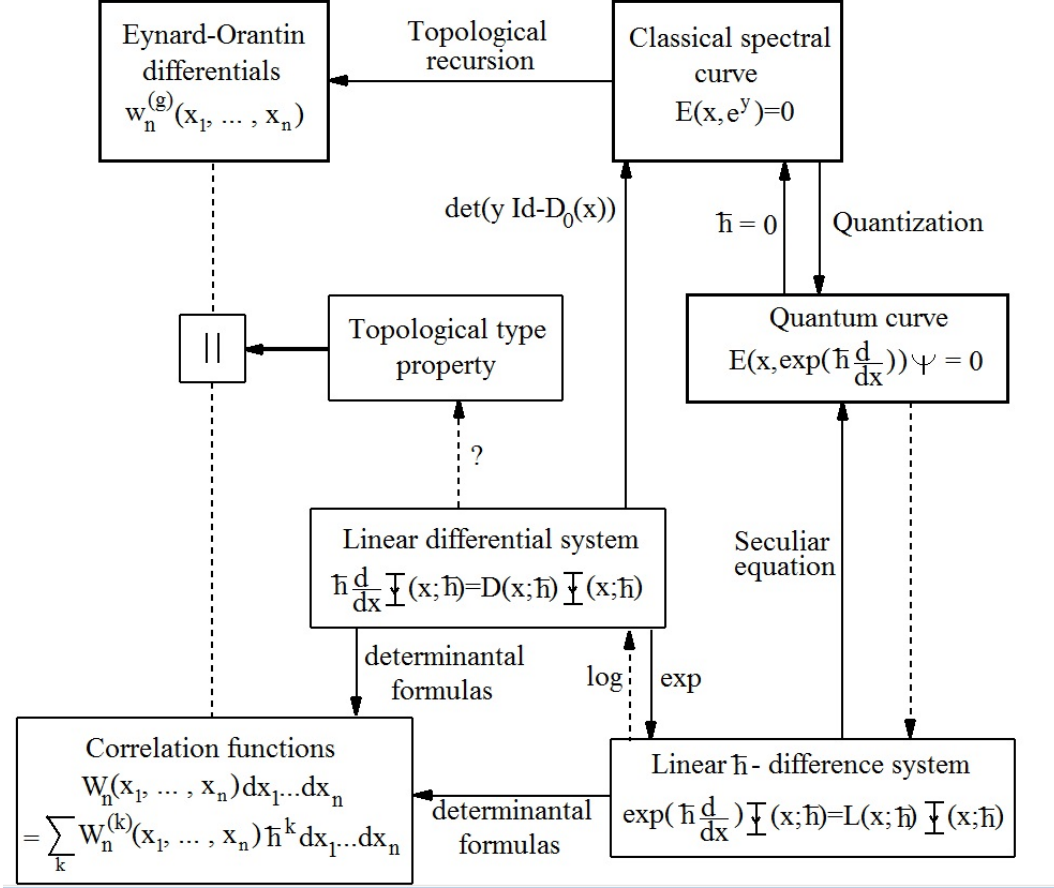 Eynard-Orantin
differentials
w_n^(g)(x_1, ... , x_n)
Topological
recursion
Classical spectral
curve
E(x,e^y)=0
det(y Id-D_0(x))
ħ = 0
Quantization
||
Topological type
property
Quantum curve
E(x,exp(ħ d/dx))ψ = 0
?
Linear differential system
ħ d/dx Ψ(x;ħ)=D(x;ħ) Ψ(x;ħ)
Seculiar
equation
determinantal
formulas
log
exp
Correlation functions
W_n(x_1, ... , x_n)dx_1...dx_n
= ∑_k W_n^(k)(x_1, ... , x_n) ħ^k dx_1...dx_n
determinantal
formulas
Linear ħ - difference system
exp(ħ d/dx)Ψ(x;ħ)=L(x;ħ) Ψ(x;ħ)